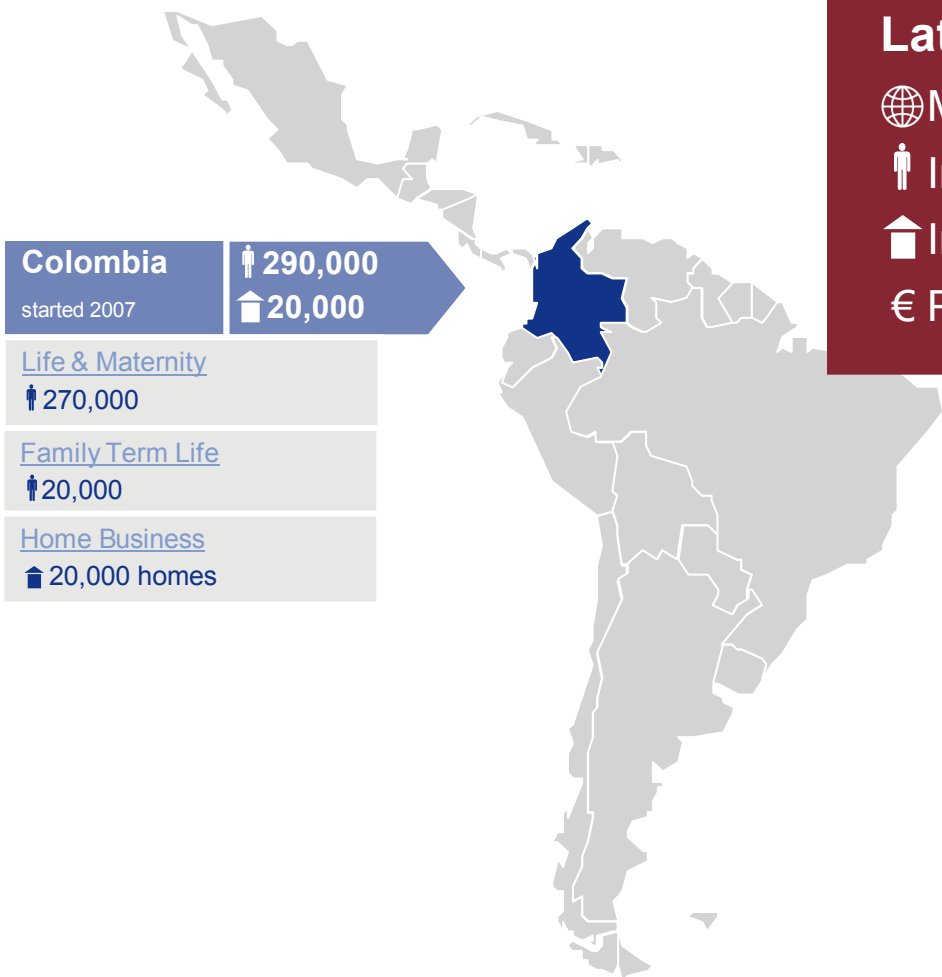 Colombia
started 2007
290,000
20,000
Life & Maternity
270,000
Family Term Life
20,000
Home Business
20,000 homes
Lat
M
I
€